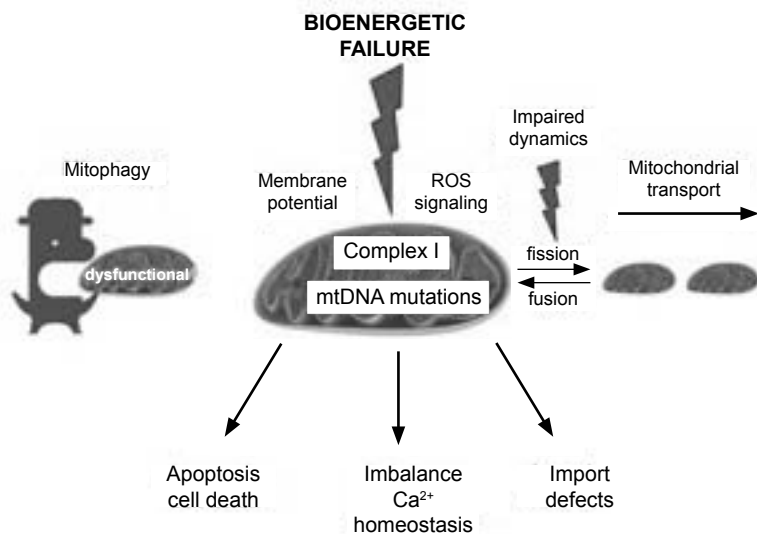 BIOENERGETIC
FAILURE
Impaired
dynamics
Mitophagy
Membrane
potential
ROS
signaling
Mitochondrial
transport
dysfunctional
Complex I
mtDNA mutations
fission
fusion
Apoptosis
cell death
Imbalance
Ca²⁺
homeostasis
Import
defects